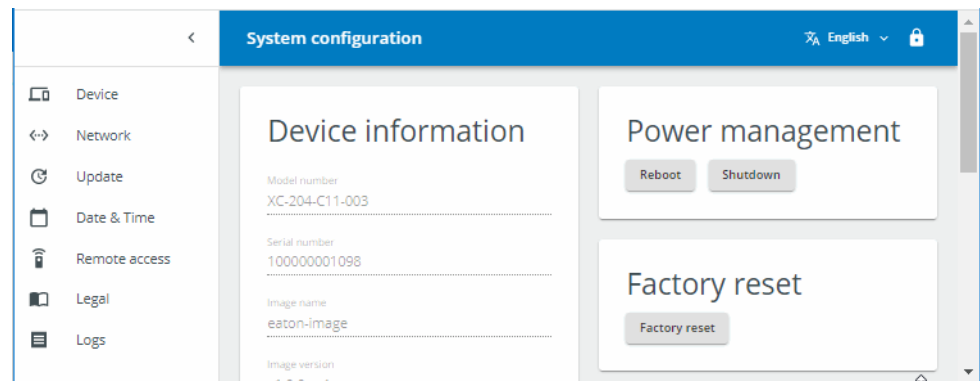 System configuration
English
Device
Network
Update
Date & Time
Remote access
Legal
Logs
Device information
Model number
XC-204-C11-003
Serial number
100000001098
Image name
eaton-image
Image version
Power management
Reboot Shutdown
Factory reset
Factory reset